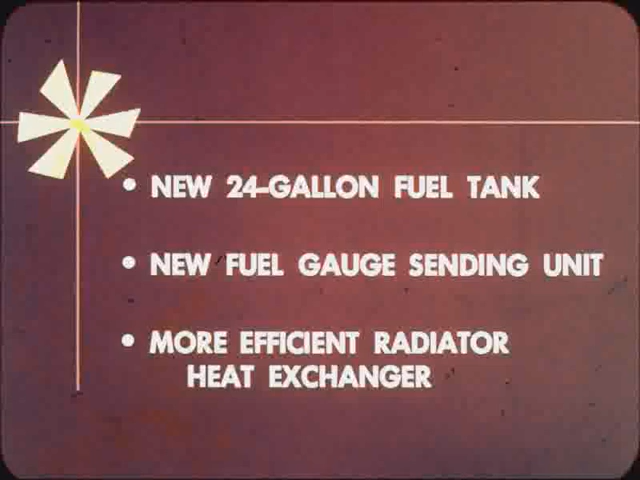 • NEW 24-GALLON FUEL TANK
• NEW FUEL GAUGE SENDING UNIT
• MORE EFFICIENT RADIATOR
HEAT EXCHANGER